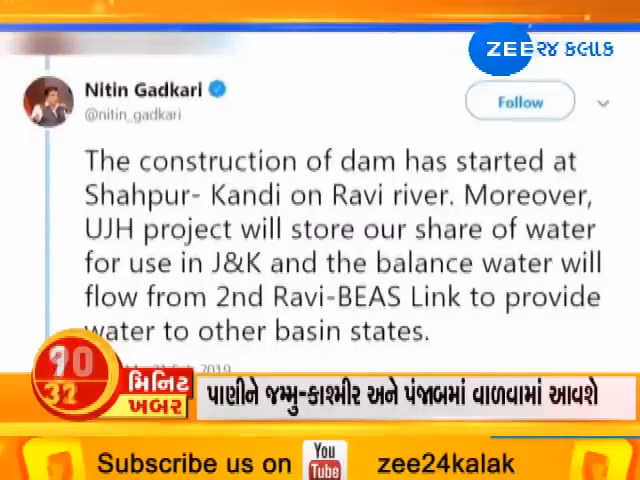 ZEE ૨૪ કલાક
Nitin Gadkari
@nitin_gadkari
Follow
The construction of dam has started at
Shahpur- Kandi on Ravi river. Moreover,
UJH project will store our share of water
for use in J&K and the balance water will
flow from 2nd Ravi-BEAS Link to provide
water to other basin states.
2019
મિનિટ
ખબર
પાણીને જમ્મુ-કાશ્મીર અને પંજાબમાં વાળવામાં આવશે
Subscribe us on You Tube zee24kalak